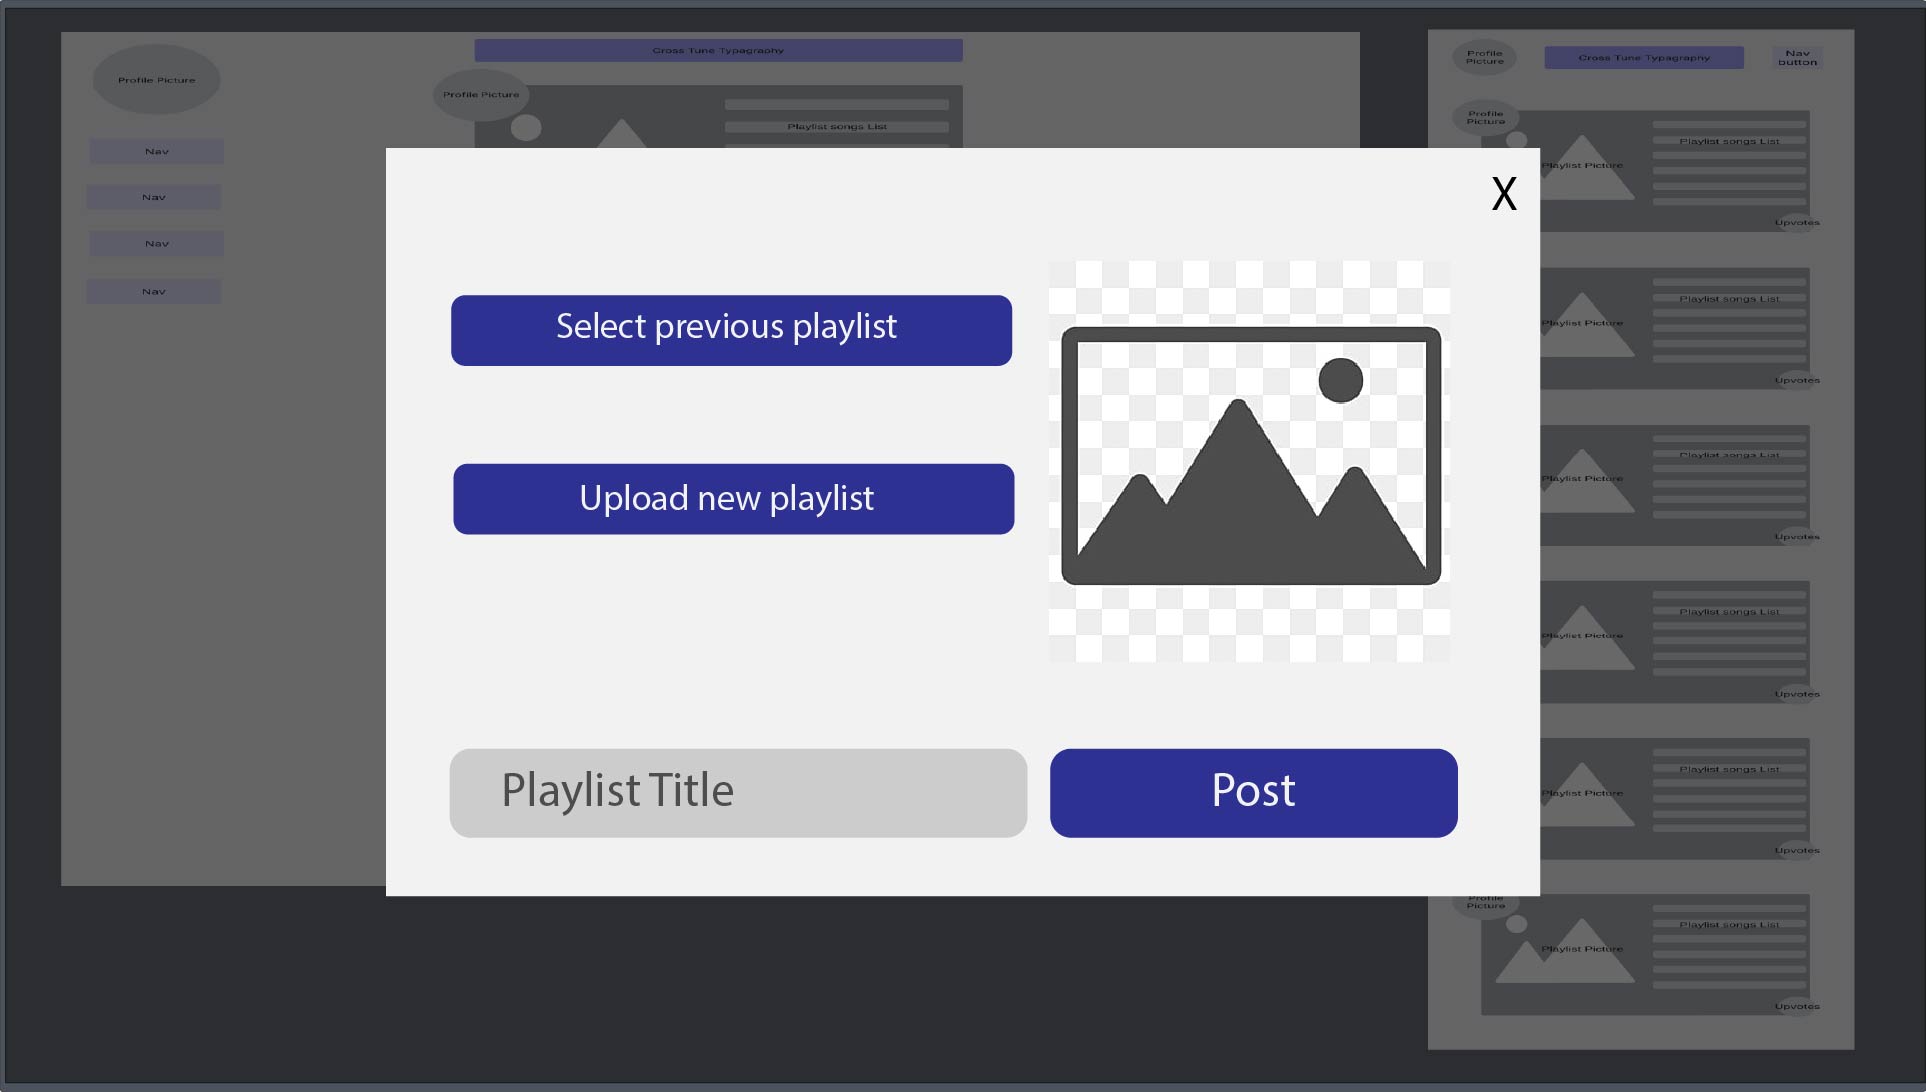 Profile Picture
Nav
Nav
Nav
Nav
Cross Tune Typagraphy
Profile Picture
Playlist songs List
X
Select previous playlist
Upload new playlist
Playlist Title
Post
Profile
Picture
Cross Tune Typagraphy
Nav
button
Profile
Picture
Playlist Picture
Playlist songs List
Upvotes
Playlist Picture
Playlist songs List
Upvotes
Playlist Picture
Playlist songs List
Upvotes
Playlist Picture
Playlist songs List
Upvotes
Playlist Picture
Playlist songs List
Upvotes
Profile
Picture
Playlist Picture
Playlist songs List
Upvotes